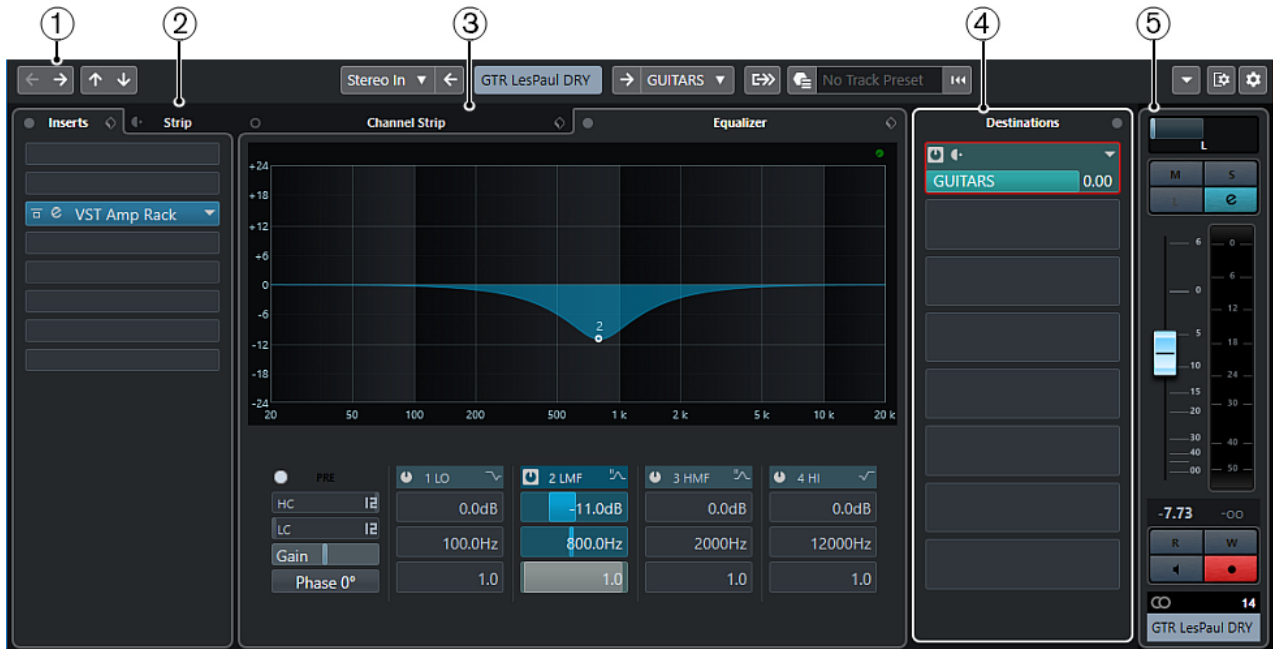 1 2 3 4 5
Stereo In GTR LesPaul DRY GUITARS No Track Preset
Inserts Strip Channel Strip Equalizer Destinations
L
GUITARS 0.00
M S
L e
VST Amp Rack
+24
+18
+12
+6
0
-6
-12
-18
-24
2
20 50 100 200 500 1 k 2 k 5 k 10 k 20 k
6
0
5
10
15
20
30
40
00
0
6
12
18
24
30
40
50
PRE 1 LO 2 LMF 3 HMF 4 HI
HC 12 0.0dB -11.0dB 0.0dB 0.0dB
LC 12 100.0Hz 800.0Hz 2000Hz 12000Hz
Gain 1.0 1.0 1.0 1.0
Phase 0°
-7.73 -oo
R W
14
GTR LesPaul DRY